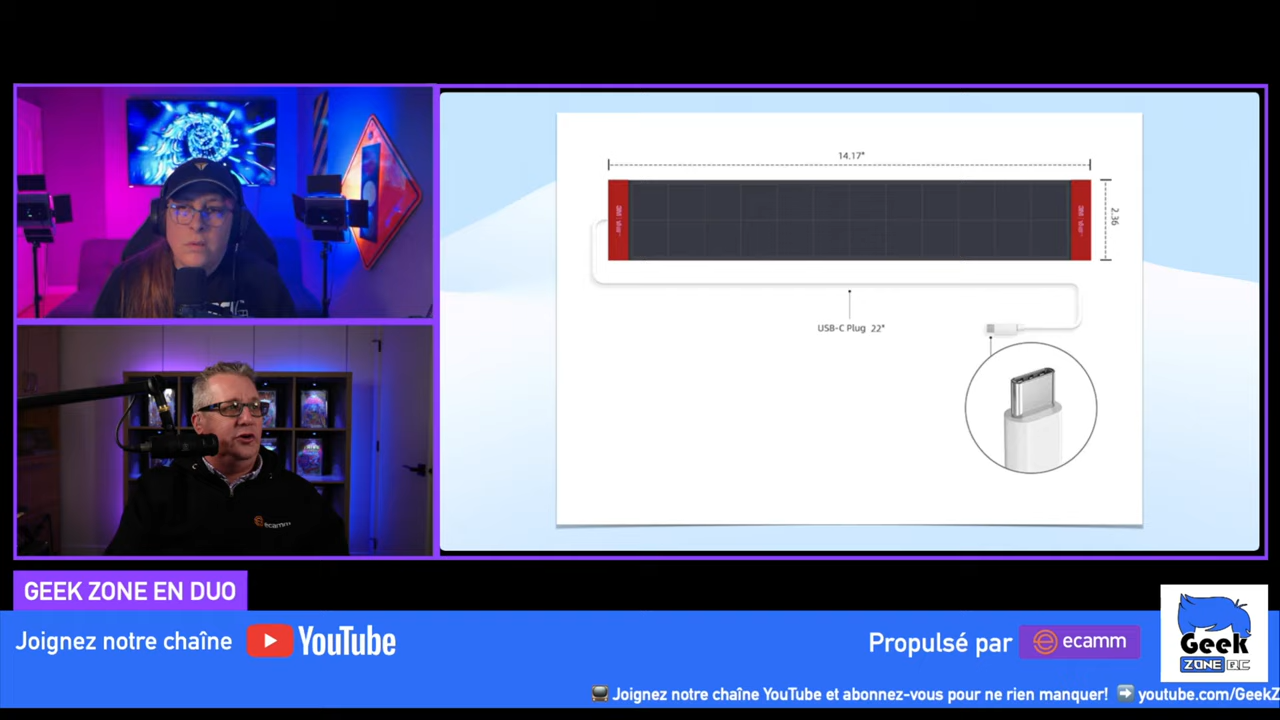 14.17"
2.36
USB-C Plug 22"
ecamm
GEEK ZONE EN DUO
Joignez notre chaîne
YouTube
Propulsé par
ecamm
Geek
ZONE QC
Joignez notre chaîne YouTube et abonnez-vous pour ne rien manquer!
youtube.com/GeekZ